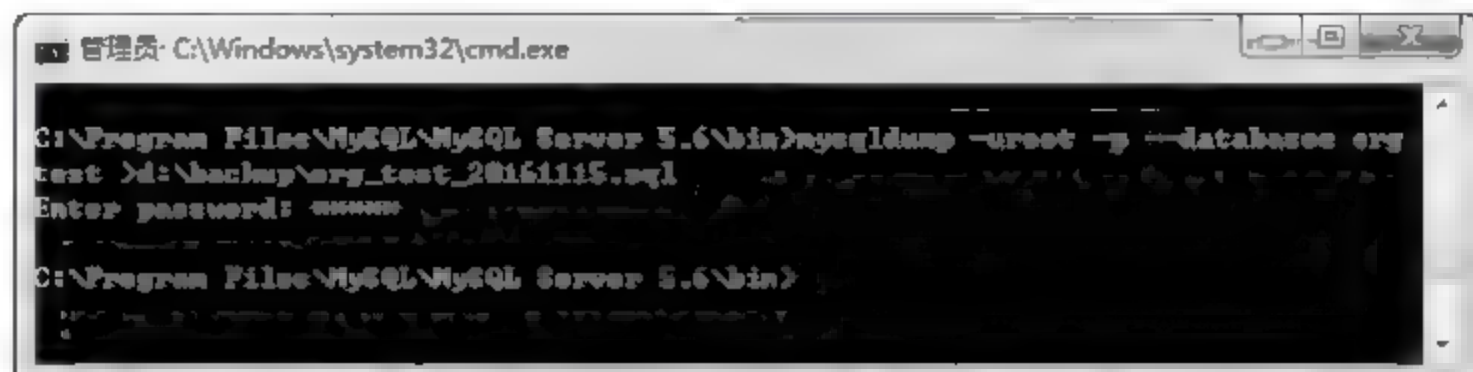 管理员: C:\Windows\system32\cmd.exe
C:\Program Files\MySQL\MySQL Server 5.6\bin>mysqldump -uroot -p --databases org
test >d:\backup\org_test_20161115.sql
Enter password: *****
C:\Program Files\MySQL\MySQL Server 5.6\bin>